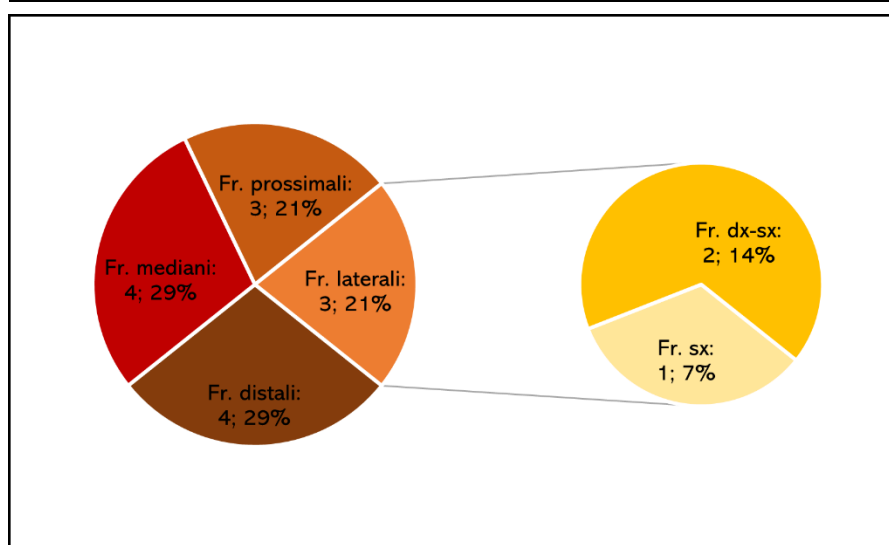 Fr. prossimali:
3; 21%
Fr. mediani:
4; 29%
Fr. laterali:
3; 21%
Fr. distali:
4; 29%
Fr. dx-sx:
2; 14%
Fr. sx:
1; 7%